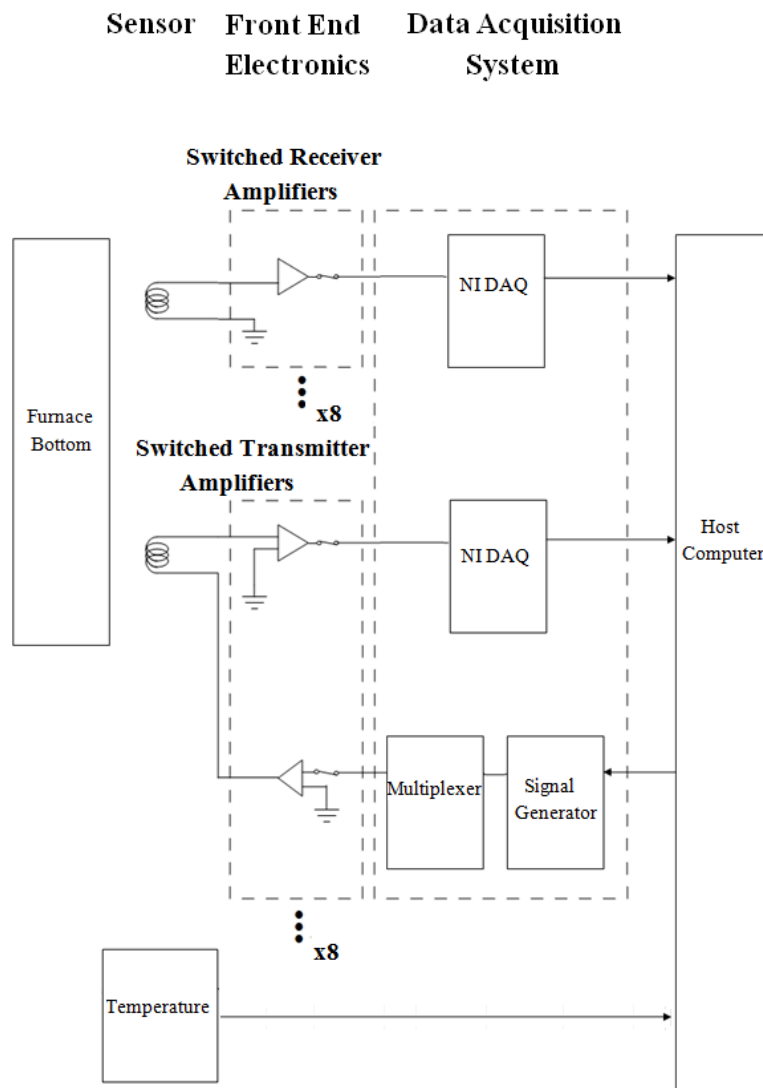 Sensor
Front End
Electronics
Data Acquisition
System
Switched Receiver
Amplifiers
NI DAQ
x8
Furnace
Bottom
Switched Transmitter
Amplifiers
NI DAQ
Host
Computer
Multiplexer
Signal
Generator
x8
Temperature